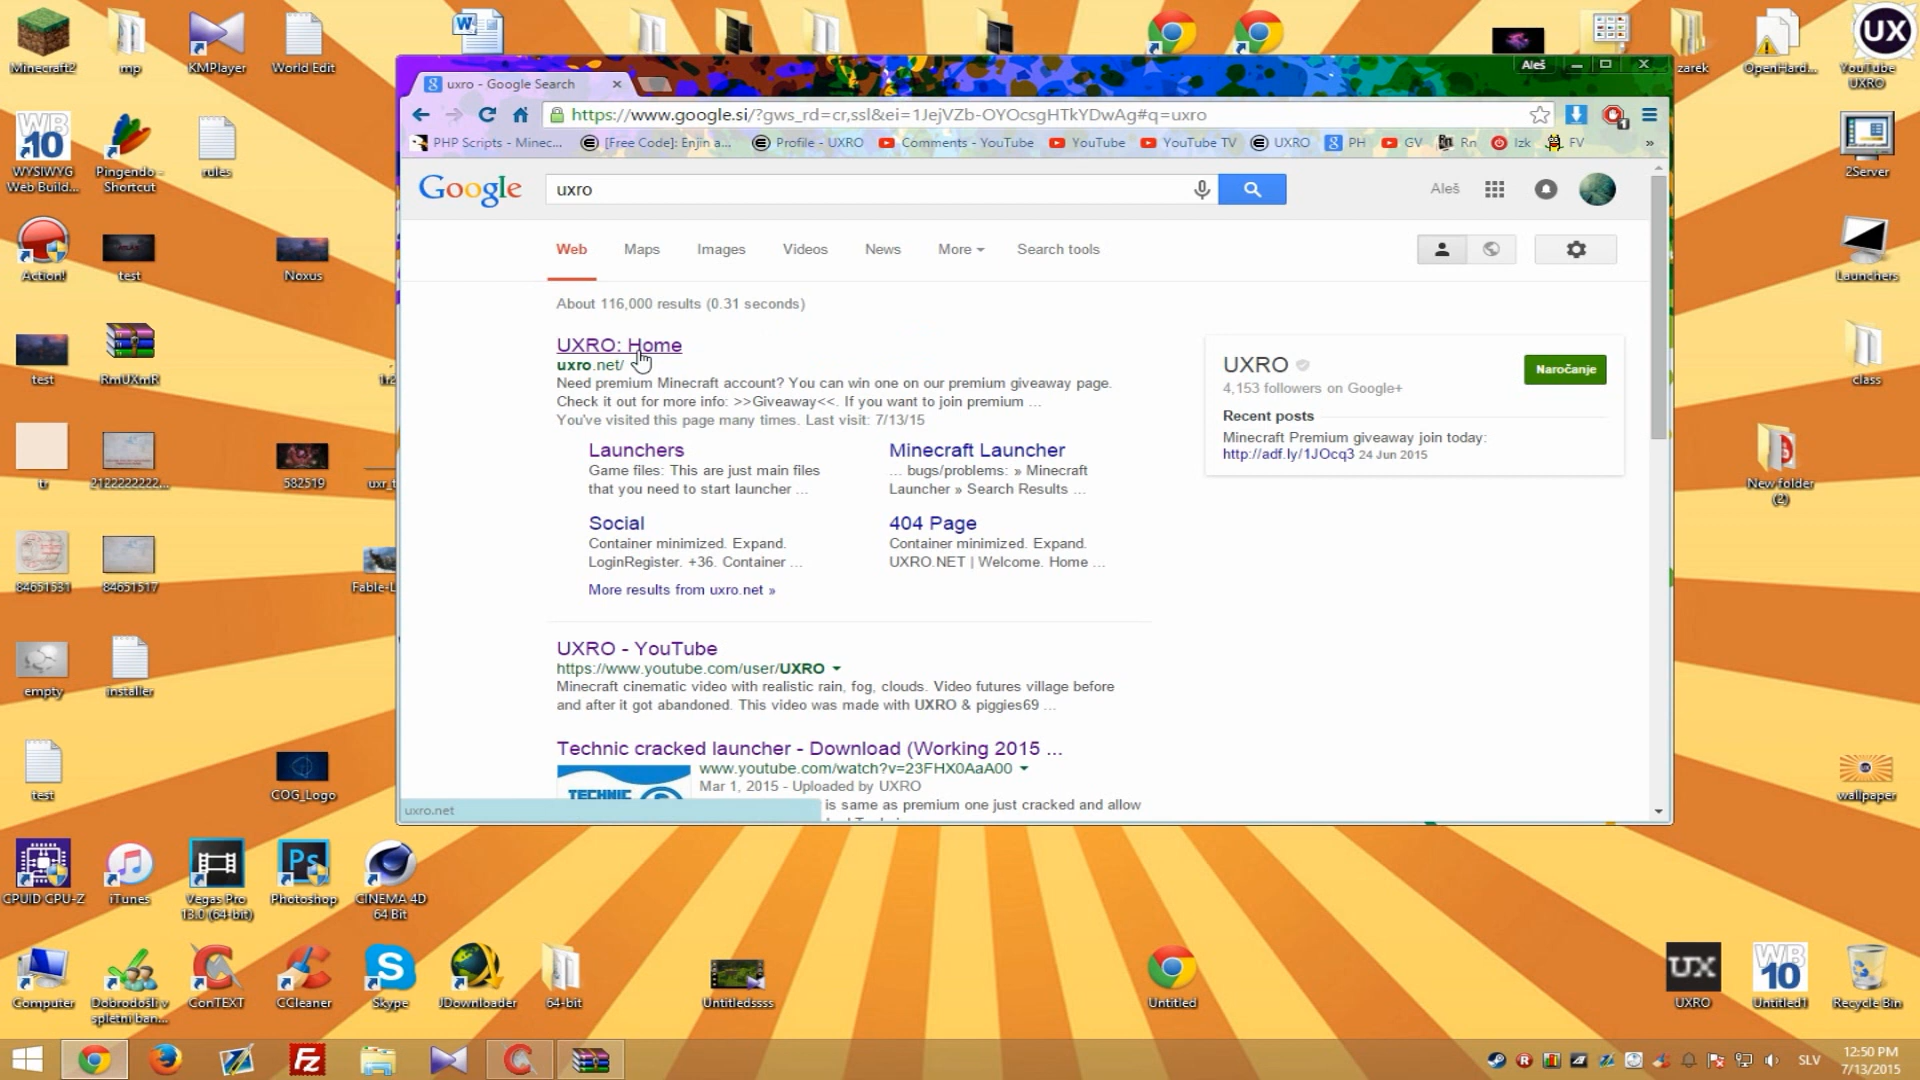 Minecraft2
mp
KMPlayer
World Edit
zarek
OpenHard...
UX
YouTube
UXRO
Aleš
uxro - Google Search
https://www.google.si/?gws_rd=cr,ssl&ei=1JejVZb-OYOcsgHTkYDwAg#q=uxro
PHP Scripts - Minec...
[Free Code]: Enjin a...
Profile - UXRO
Comments - YouTube
YouTube
YouTube TV
UXRO
PH
GV
Rn
Izk
FV
»
Google
uxro
Aleš
Web
Maps
Images
Videos
News
More
Search tools
About 116,000 results (0.31 seconds)
UXRO: Home
uxro.net/
Need premium Minecraft account? You can win one on our premium giveaway page.
Check it out for more info: >>Giveaway<<. If you want to join premium ...
You've visited this page many times. Last visit: 7/13/15
Launchers
Game files: This are just main files
that you need to start launcher ...
Minecraft Launcher
... bugs/problems: » Minecraft
Launcher » Search Results ...
Social
Container minimized. Expand.
LoginRegister. +36. Container ...
404 Page
Container minimized. Expand.
UXRO.NET | Welcome. Home ...
More results from uxro.net »
UXRO - YouTube
https://www.youtube.com/user/UXRO
Minecraft cinematic video with realistic rain, fog, clouds. Video futures village before
and after it got abandoned. This video was made with UXRO & piggies69 ...
Technic cracked launcher - Download (Working 2015 ...
www.youtube.com/watch?v=23FHX0AaA00
Mar 1, 2015 - Uploaded by UXRO
is same as premium one just cracked and allow
TECHNIC
uxro.net
UXRO
Naročanje
4,153 followers on Google+
Recent posts
Minecraft Premium giveaway join today:
http://adf.ly/1JOcq3 24 Jun 2015
WB
10
WYSIWYG
Web Build...
Pingendo -
Shortcut
rules
Action!
test
Noxus
test
RmUXmR
tr
2122222222...
582519
84651531
84651517
Fable-L
empty
installer
test
COG_Logo
CPUID CPU-Z
iTunes
Vegas Pro
13.0 (64-bit)
Ps
Photoshop
CINEMA 4D
64 Bit
Computer
Dobrodošli v
spletni ban...
ConTEXT
CCleaner
Skype
JDownloader
64-bit
Untitledssss
Untitled
2Server
Launchers
class
New folder
(2)
wallpaper
UX
UXRO
WB
10
Untitled1
Recycle Bin
SLV
12:50 PM
7/13/2015